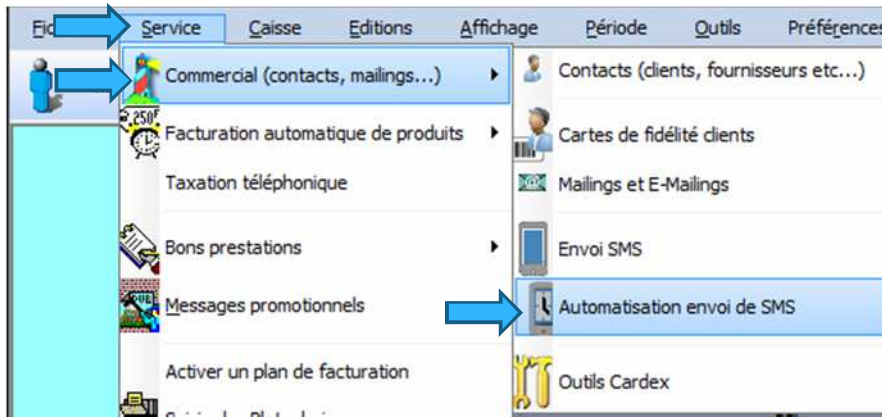 Service Caisse Editions Affichage Période Outils Préférences
Commercial (contacts, mailings...)
Facturation automatique de produits
Taxation téléphonique
Bons prestations
Messages promotionnels
Activer un plan de facturation
Contacts (clients, fournisseurs etc...)
Cartes de fidélité clients
Mailings et E-Mailings
Envoi SMS
Automatisation envoi de SMS
Outils Cardex